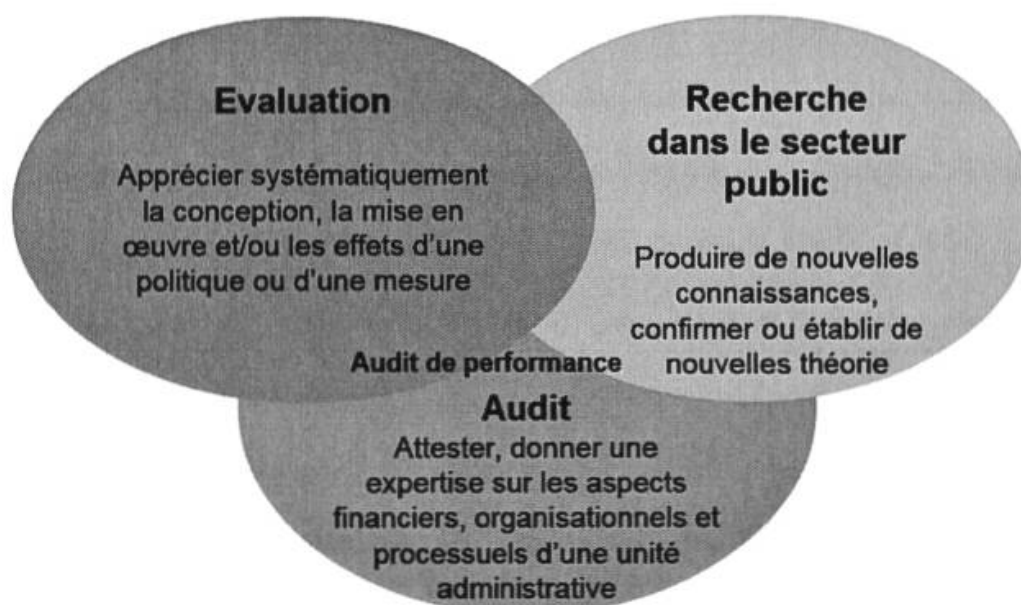 Evaluation
Apprécier systématiquement
la conception, la mise en
œuvre et/ou les effets d'une
politique ou d'une mesure
Recherche
dans le secteur
public
Produire de nouvelles
connaissances,
confirmer ou établir de
nouvelles théorie
Audit de performance
Audit
Attester, donner une
expertise sur les aspects
financiers, organisationnels et
processuels d'une unité
administrative